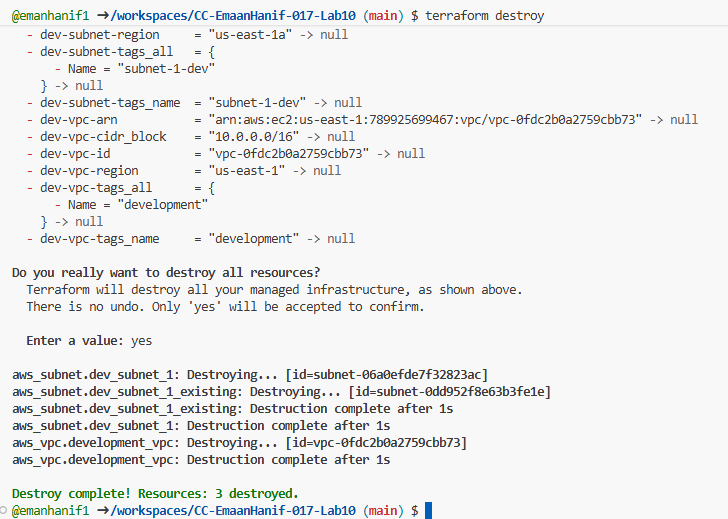 @emanhanif1 ➜/workspaces/CC-EmaanHanif-017-Lab10 (main) $ terraform destroy
- dev-subnet-region     = "us-east-1a" -> null
- dev-subnet-tags_all   = {
- Name = "subnet-1-dev"
} -> null
- dev-subnet-tags_name  = "subnet-1-dev" -> null
- dev-vpc-arn           = "arn:aws:ec2:us-east-1:789925699467:vpc/vpc-0fdc2b0a2759cbb73" -> null
- dev-vpc-cidr_block    = "10.0.0.0/16" -> null
- dev-vpc-id            = "vpc-0fdc2b0a2759cbb73" -> null
- dev-vpc-region        = "us-east-1" -> null
- dev-vpc-tags_all      = {
- Name = "development"
} -> null
- dev-vpc-tags_name     = "development" -> null
Do you really want to destroy all resources?
Terraform will destroy all your managed infrastructure, as shown above.
There is no undo. Only 'yes' will be accepted to confirm.
Enter a value: yes
aws_subnet.dev_subnet_1: Destroying... [id=subnet-06a0efde7f32823ac]
aws_subnet.dev_subnet_1_existing: Destroying... [id=subnet-0dd952f8e63b3fe1e]
aws_subnet.dev_subnet_1_existing: Destruction complete after 1s
aws_subnet.dev_subnet_1: Destruction complete after 1s
aws_vpc.development_vpc: Destroying... [id=vpc-0fdc2b0a2759cbb73]
aws_vpc.development_vpc: Destruction complete after 1s
Destroy complete! Resources: 3 destroyed.
@emanhanif1 ➜/workspaces/CC-EmaanHanif-017-Lab10 (main) $